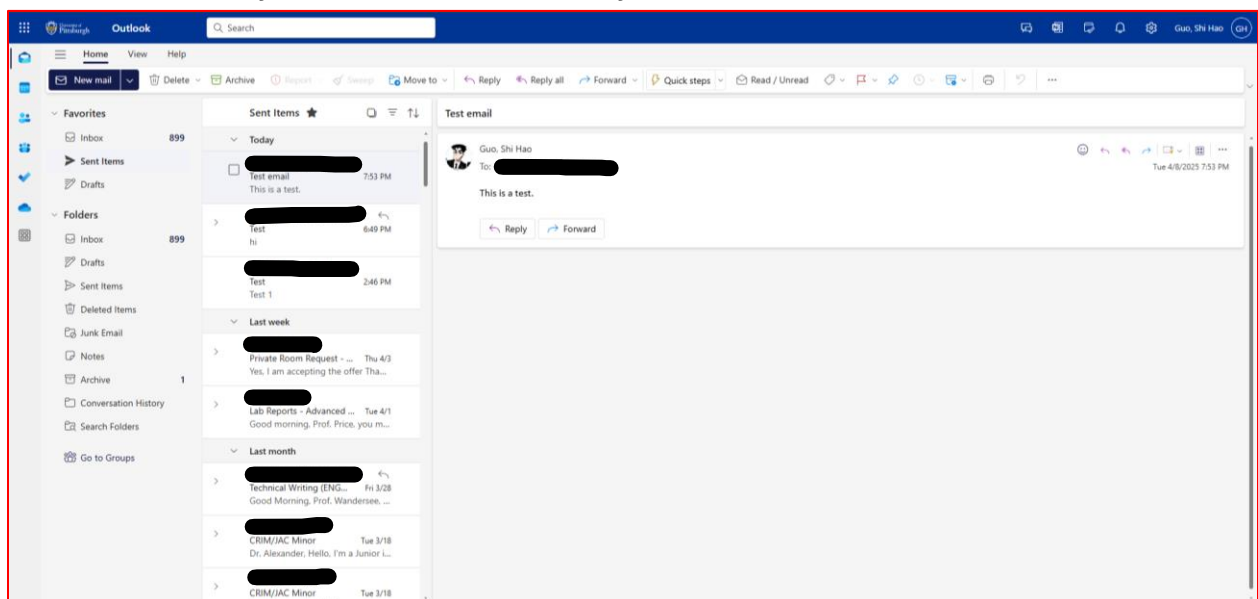 University of
Pittsburgh
Outlook
Search
Guo, Shi Hao
GH
Home View Help
New mail Delete Archive Report Sweep Move to Reply Reply all Forward Quick steps Read / Unread
Favorites
Inbox 899
Sent Items
Drafts
Folders
Inbox 899
Drafts
Sent Items
Deleted Items
Junk Email
Notes
Archive 1
Conversation History
Search Folders
Go to Groups
Sent Items
Today
Test email 7:53 PM
This is a test.
Test 6:49 PM
hi
Test 2:46 PM
Test 1
Last week
Private Room Request - ... Thu 4/3
Yes, I am accepting the offer Tha...
Lab Reports - Advanced ... Tue 4/1
Good morning, Prof. Price, you m...
Last month
Technical Writing (ENG... Fri 3/28
Good Morning, Prof. Wandersee, ...
CRIM/JAC Minor Tue 3/18
Dr. Alexander, Hello, I'm a Junior i...
CRIM/JAC Minor Tue 3/18
Test email
Guo, Shi Hao
To:
Tue 4/8/2025 7:53 PM
This is a test.
Reply Forward